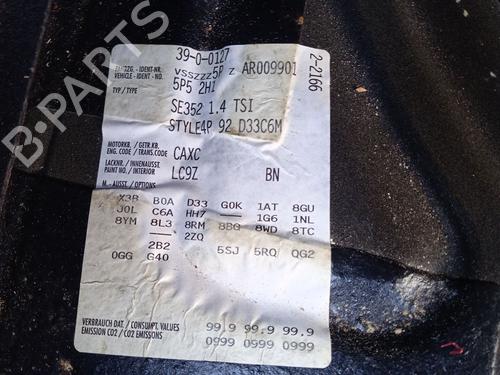 39-0-0127
2-2166
FAHRZG. - IDENT-NR.
VEHICLE - IDENT - NO. VSSZZZ5P Z AR009901
5P5 2HI
TYP / TYPE
SE352 1.4 TSI
STYLE4P 92 D33C6M
MOTORKB. / GETR.KB.
ENG. CODE / TRANS.CODE CAXC
LACKNR. / INNENAUSST.
PAINT NO. / INTERIOR LC9Z BN
M. - AUSST. / OPTIONS
X3B B0A D33 G0K 1AT 8GU
J0L C6A HH7 — 1G6 1NL
8YM 8L3 8RM 8BG 8WD 8TC
— 2ZQ
2B2 5SJ 5RQ QG2
0GG G40
VERBRAUCH DAT. / CONSUMPT. VALUES 99.9 99.9 99.9
EMISSION CO2 / CO2 EMISSIONS 0999 0999 0999